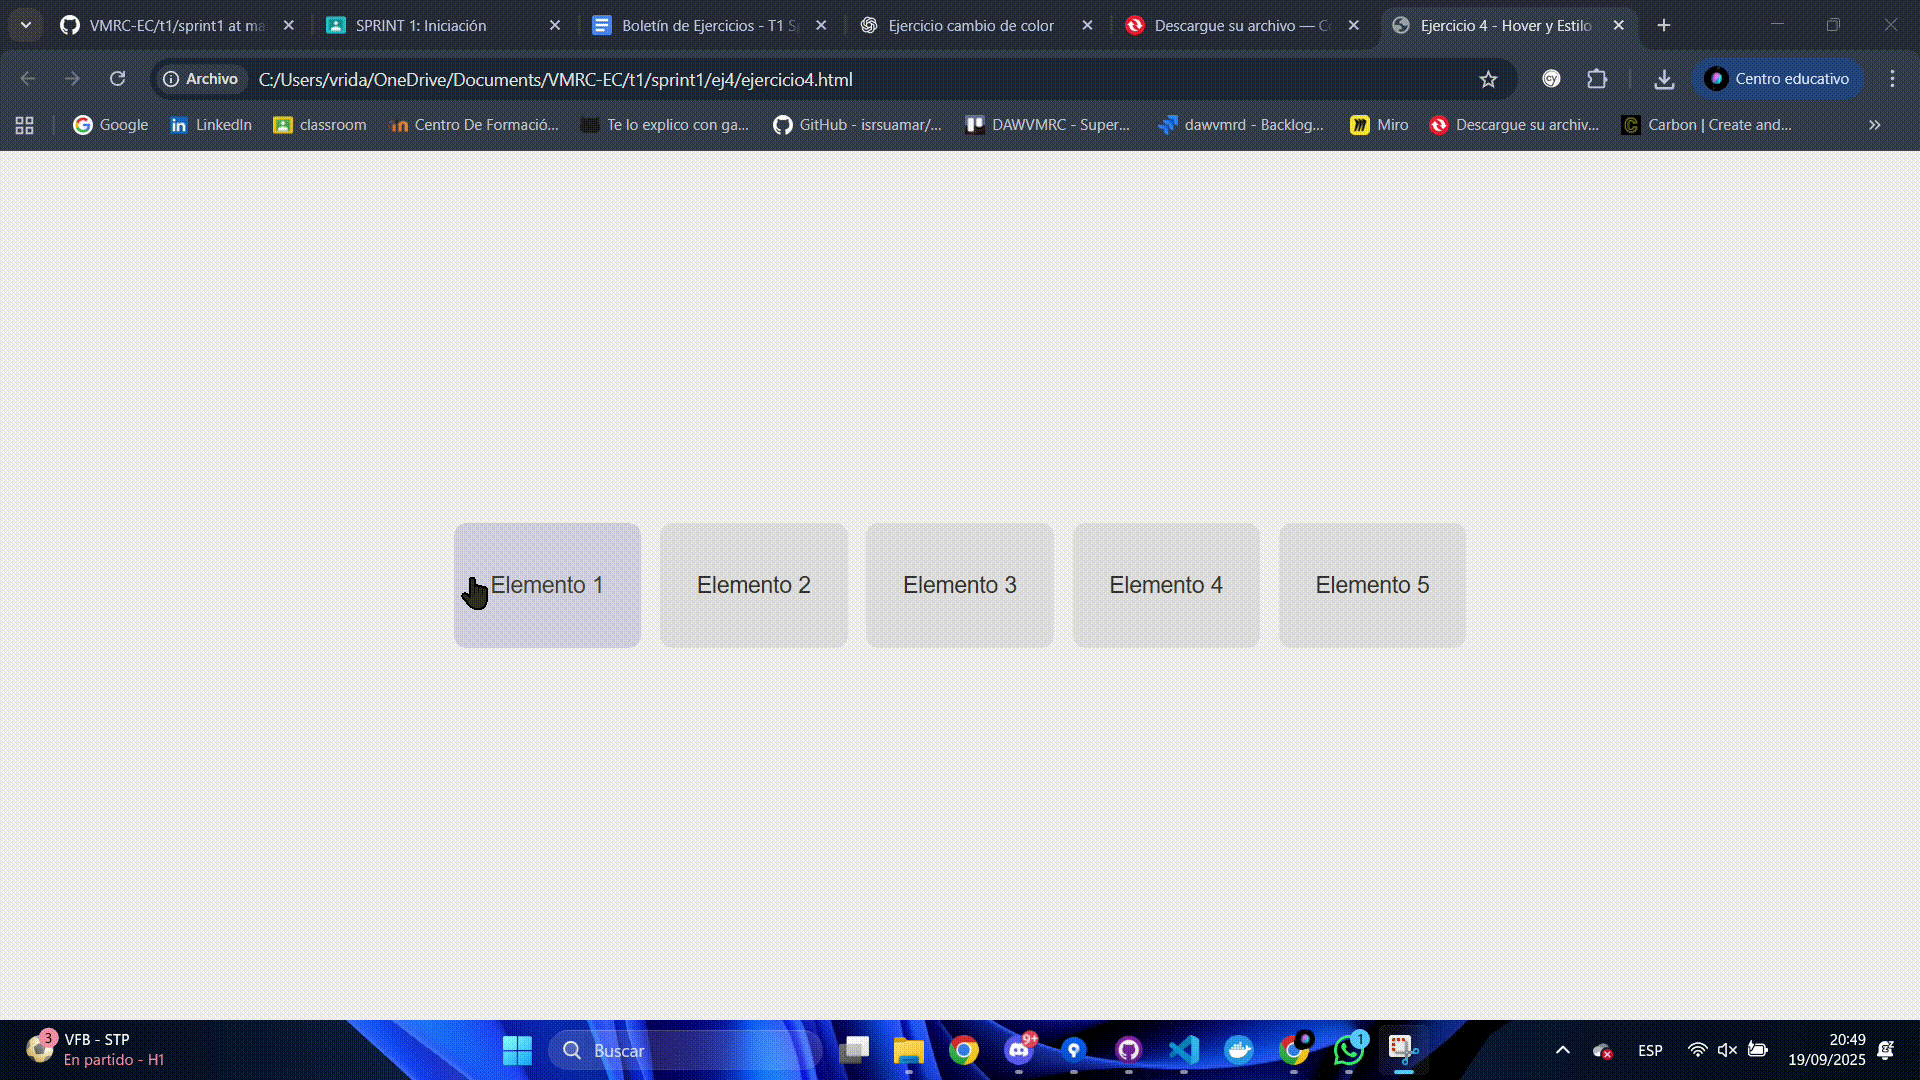 VMRC-EC/t1/sprint1 at ma
SPRINT 1: Iniciación
Boletín de Ejercicios - T1 S
Ejercicio cambio de color
Descargue su archivo — Co
Ejercicio 4 - Hover y Estilo
Archivo
C:/Users/vrida/OneDrive/Documents/VMRC-EC/t1/sprint1/ej4/ejercicio4.html
Centro educativo
Google
LinkedIn
classroom
Centro De Formació...
Te lo explico con ga...
GitHub - isrsuamar/...
DAWVMRC - Super...
dawvmrd - Backlog...
Miro
Descargue su archiv...
Carbon | Create and...
Elemento 1
Elemento 2
Elemento 3
Elemento 4
Elemento 5
3
VFB - STP
En partido - H1
Buscar
9+
1
ESP
20:49
19/09/2025